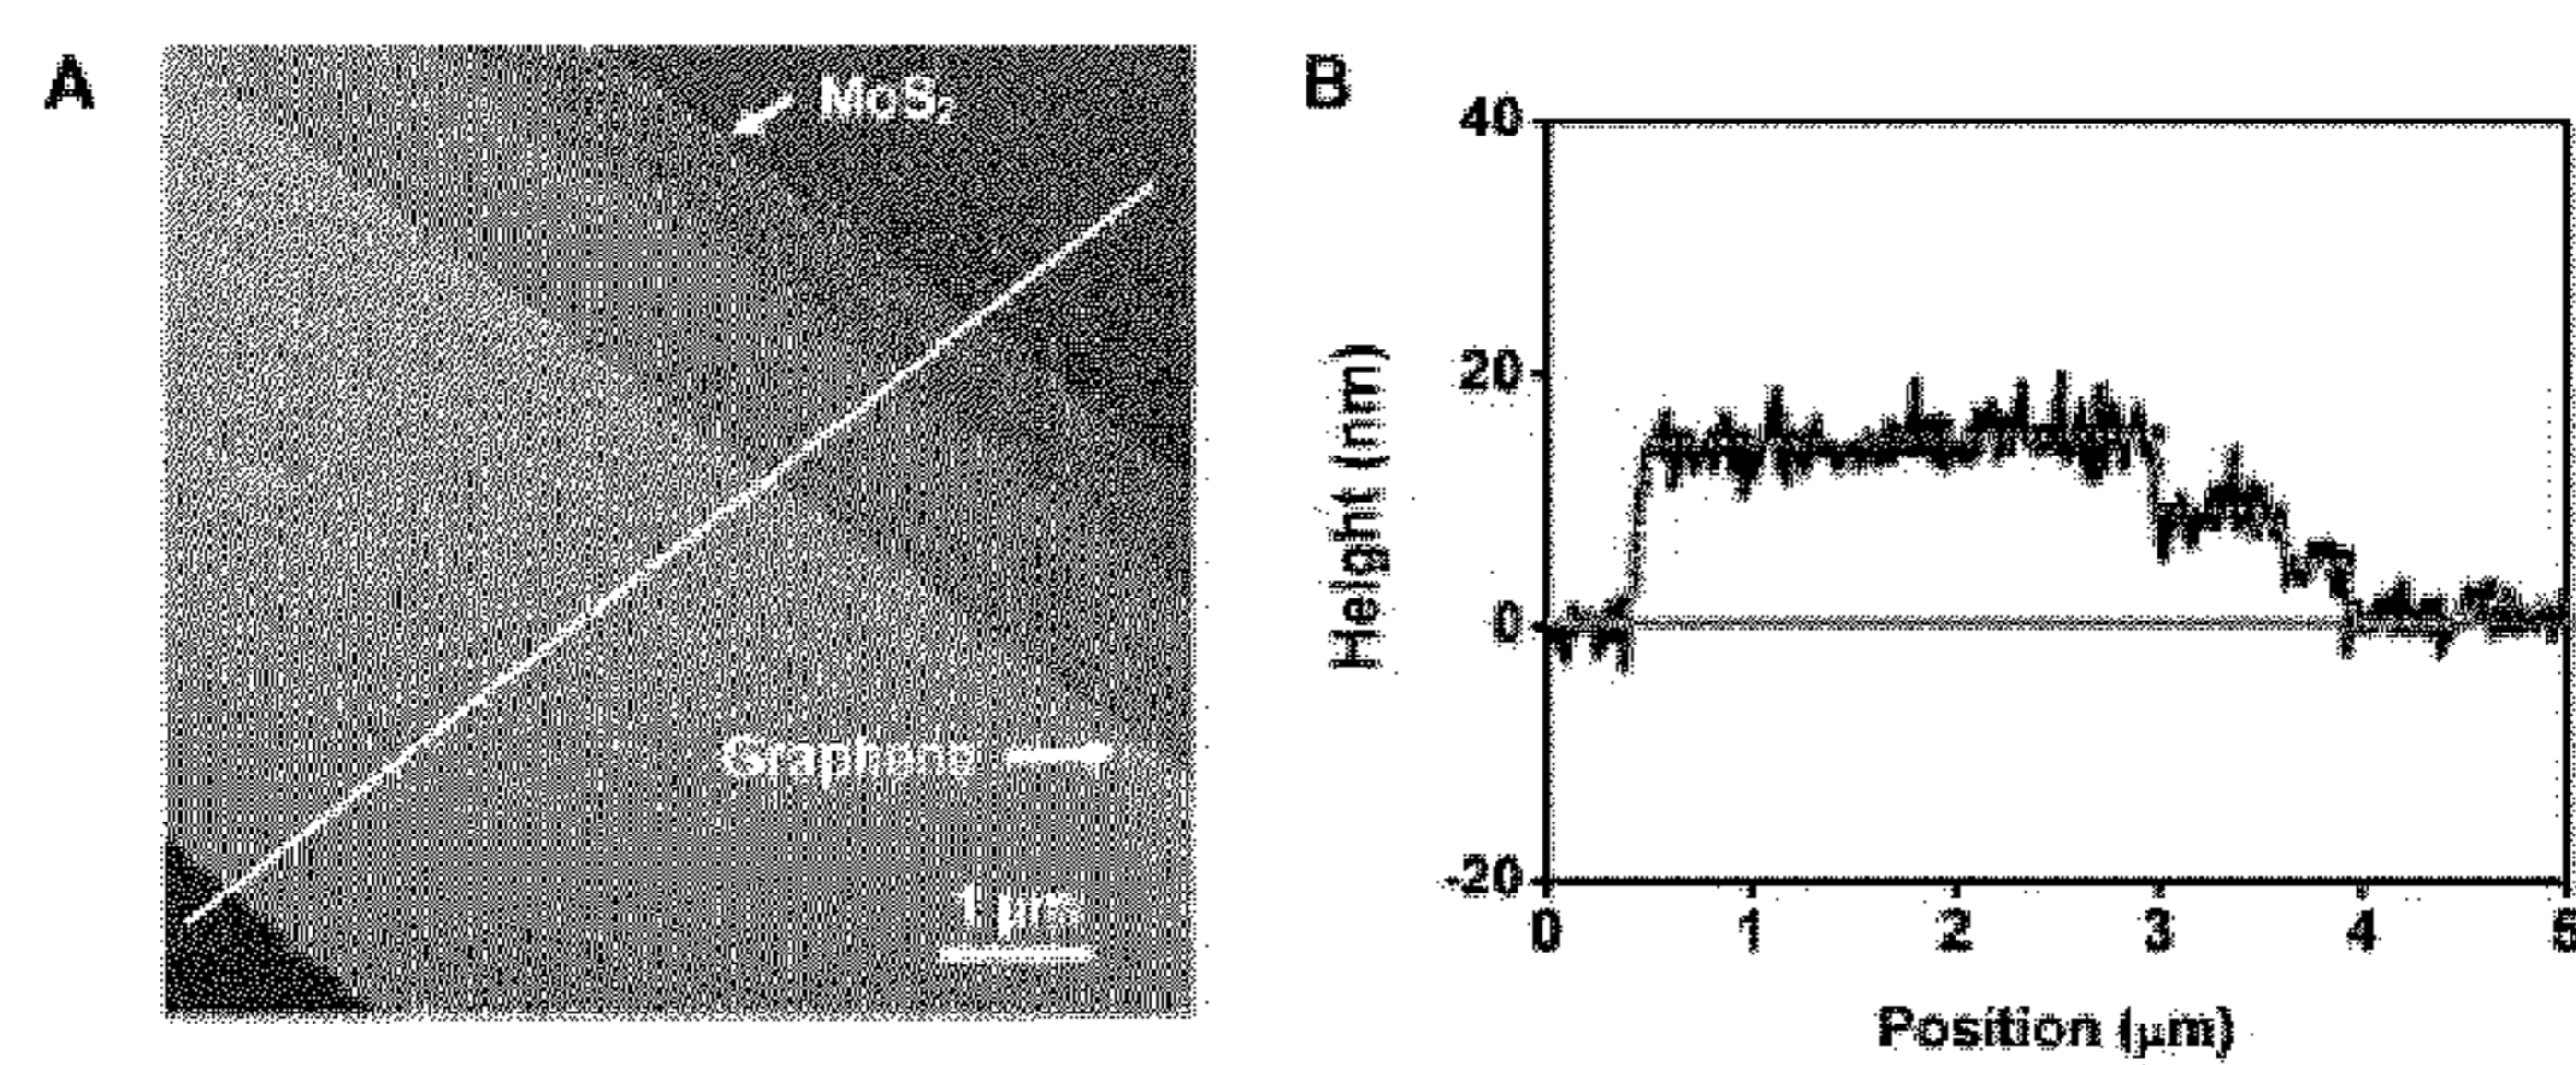 A
MoS₂
Graphene
1 μm
B
40
20
0
-20
Height (nm)
0 1 2 3 4 5
Position (μm)